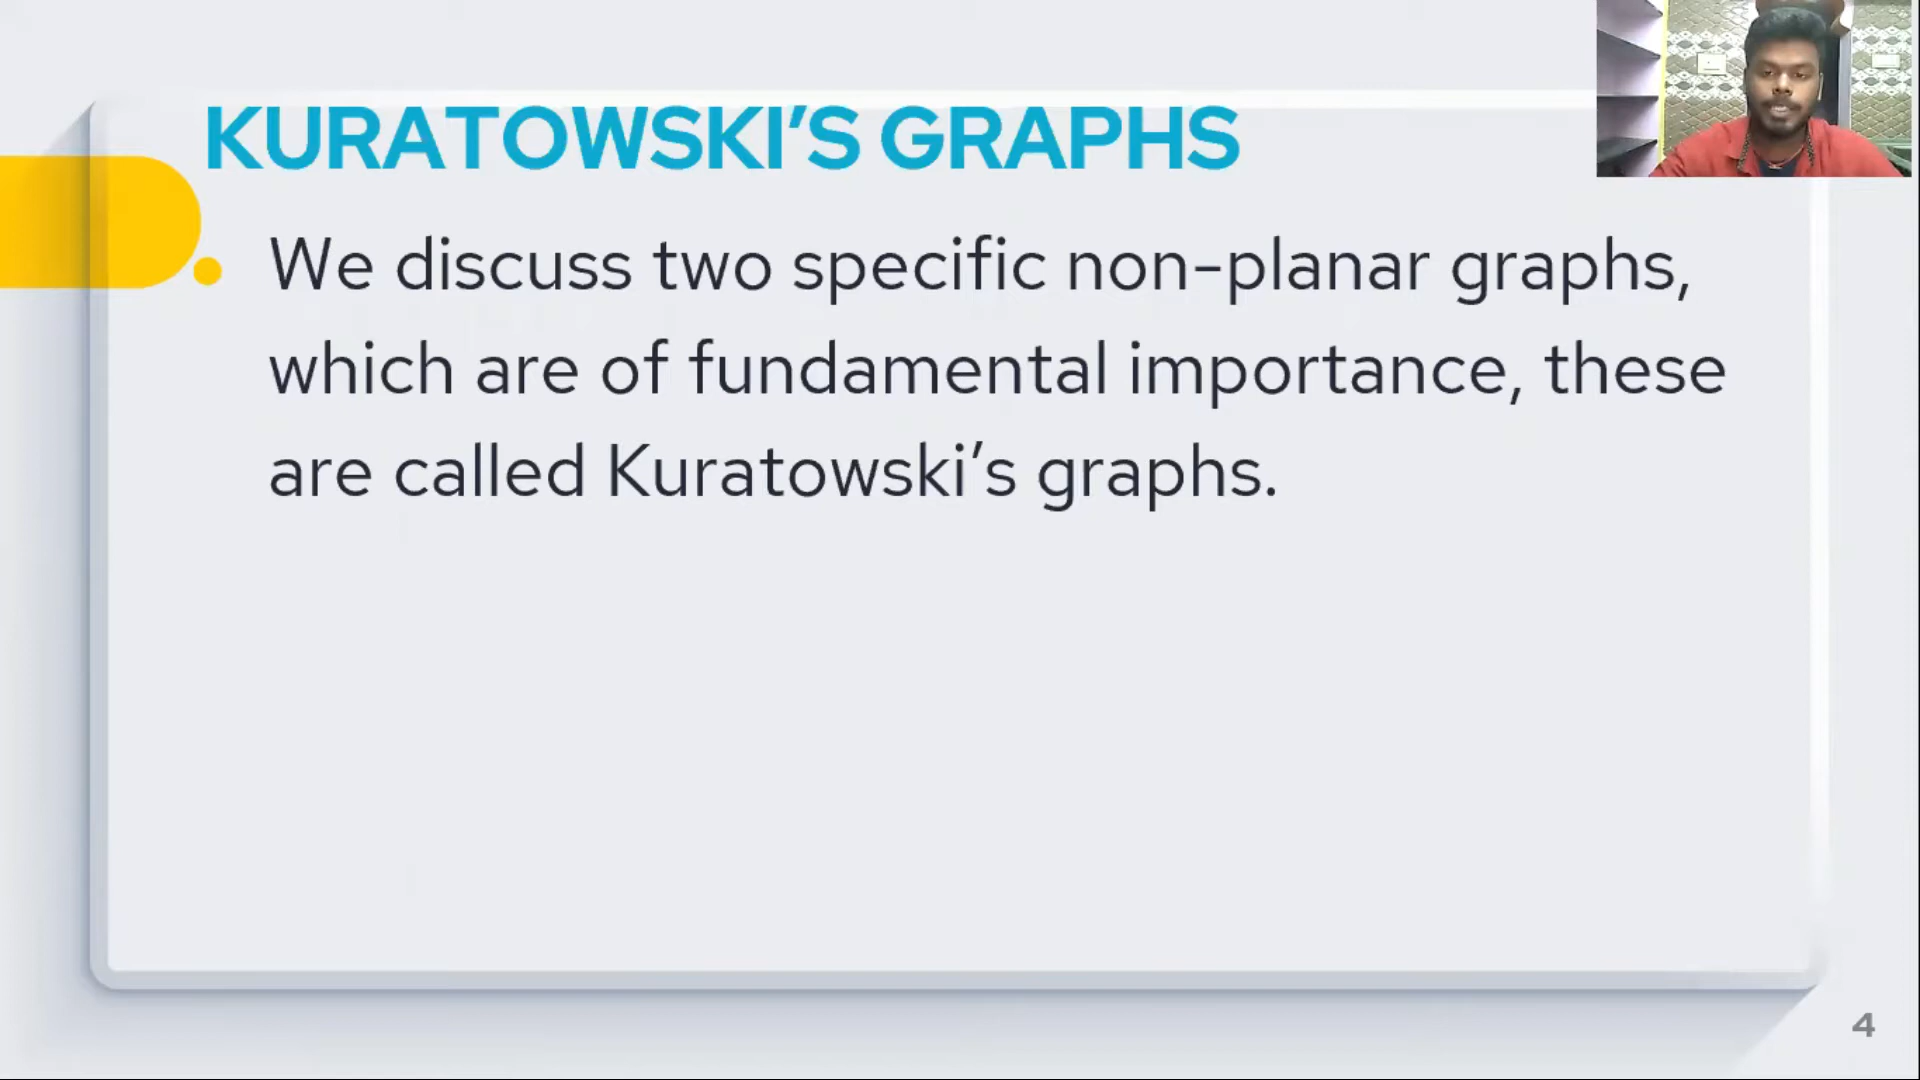 KURATOWSKI’S GRAPHS
We discuss two specific non-planar graphs,
which are of fundamental importance, these
are called Kuratowski’s graphs.
4